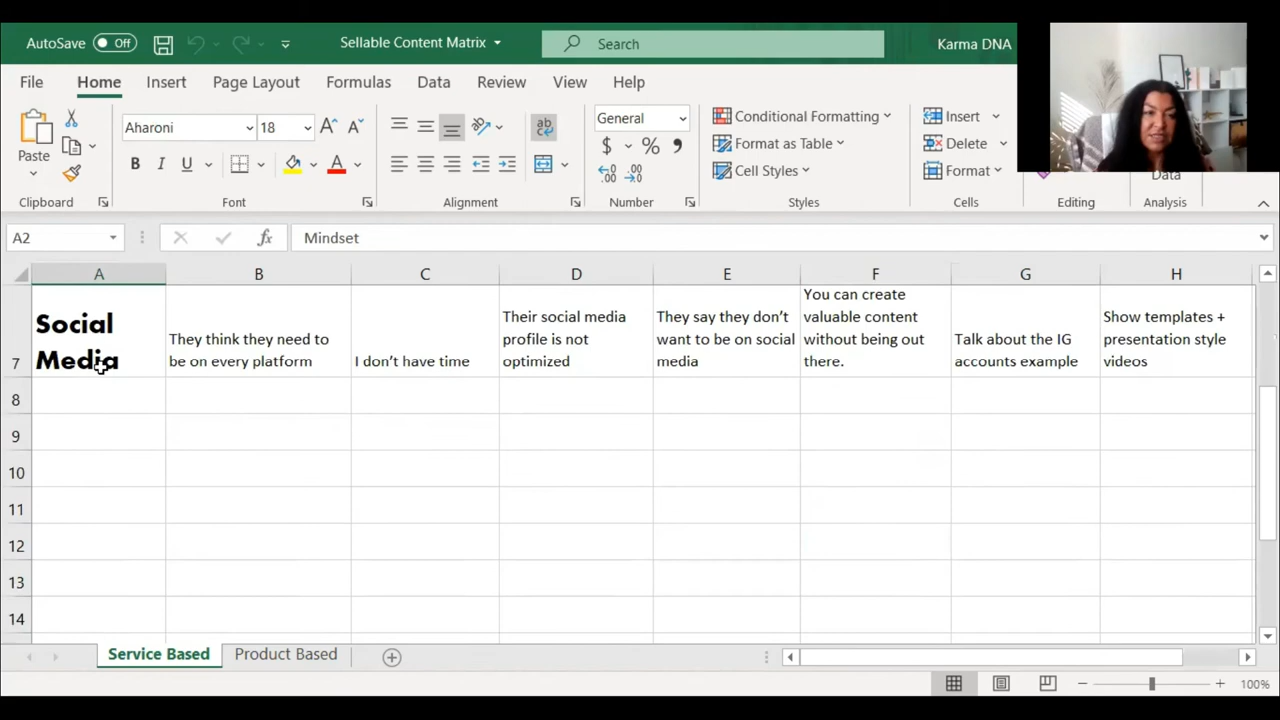 AutoSave Off Sellable Content Matrix Search Karma DNA
File Home Insert Page Layout Formulas Data Review View Help
Paste Aharoni 18 A A ab c General Conditional Formatting Insert
B I U A $ % , Format as Table Delete
Cell Styles Format Data
Clipboard Font Alignment Number Styles Cells Editing Analysis
A2 fx Mindset
A B C D E F G H
7
Social
Media
They think they need to
be on every platform
I don’t have time
Their social media
profile is not
optimized
They say they don’t
want to be on social
media
You can create
valuable content
without being out
there.
Talk about the IG
accounts example
Show templates +
presentation style
videos
8
9
10
11
12
13
14
Service Based Product Based
100%